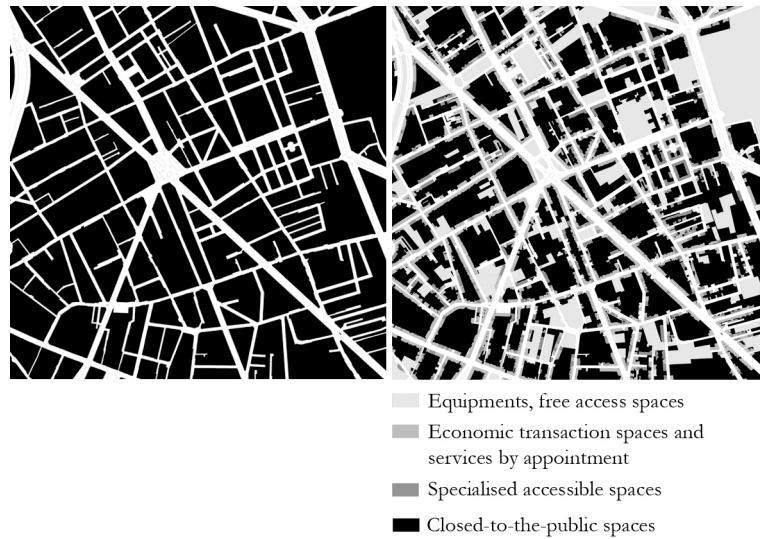 Equipments, free access spaces
Economic transaction spaces and
services by appointment
Specialised accessible spaces
Closed-to-the-public spaces